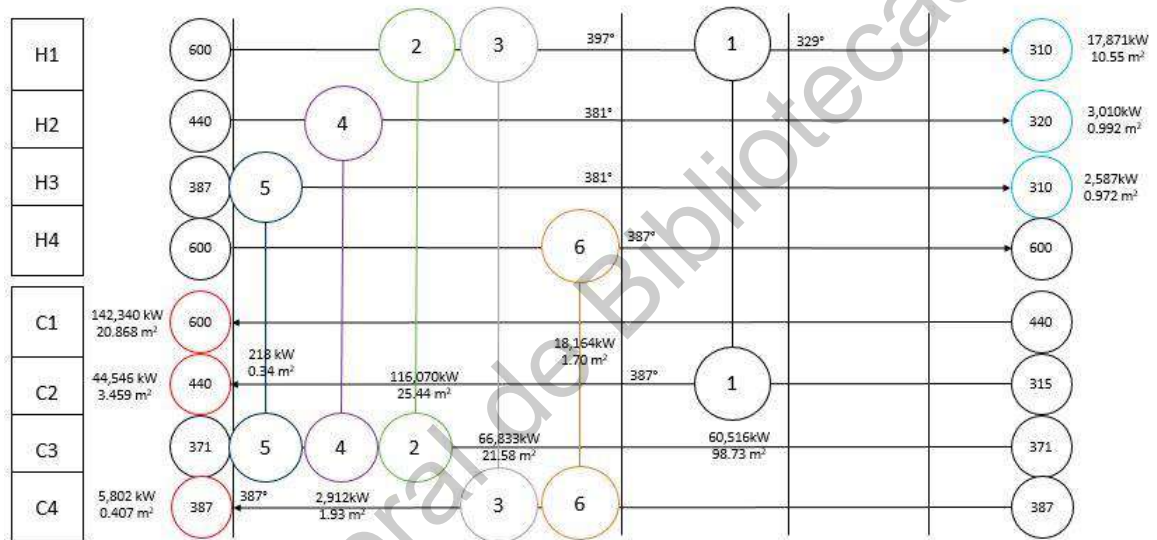 H1 600 2 3 397° 1 329° 310 17,871kW
10.55 m²
H2 440 4 381° 320 3,010kW
0.992 m²
H3 387 5 381° 310 2,587kW
0.972 m²
H4 600 6 387° 600
C1 142,340 kW 600 440
20.868 m²
218 kW 18,164kW
0.34 m² 1.70 m²
C2 44,546 kW 440 116,070kW 387° 1 315
3.459 m² 25.44 m²
C3 371 5 4 2 66,833kW 60,516kW 371
21.58 m² 98.73 m²
C4 5,802 kW 387 387° 2,912kW 3 6 387
0.407 m² 1.93 m²
ral de Biblioteca